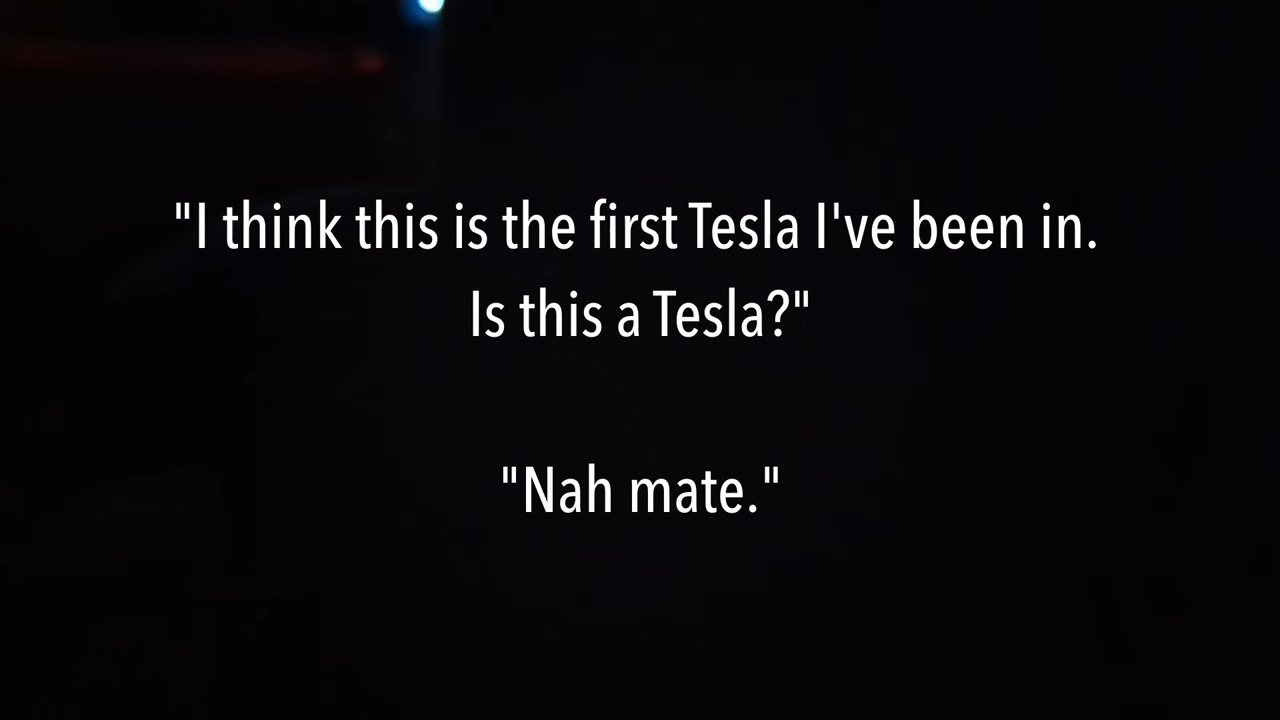 "I think this is the first Tesla I've been in.
Is this a Tesla?"
"Nah mate."